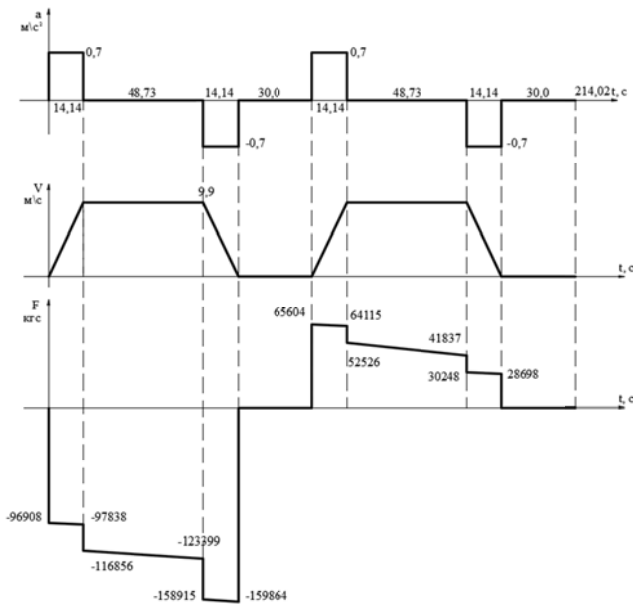 a
м\с²
0,7
0,7
48,73
14,14
30,0
48,73
14,14
30,0
214,02 t, с
14,14
14,14
-0,7
-0,7
V
м\с
9,9
t, с
F
кгс
65604
64115
41837
52526
30248
28698
t, с
-96908
-97838
-123399
-116856
-158915
-159864